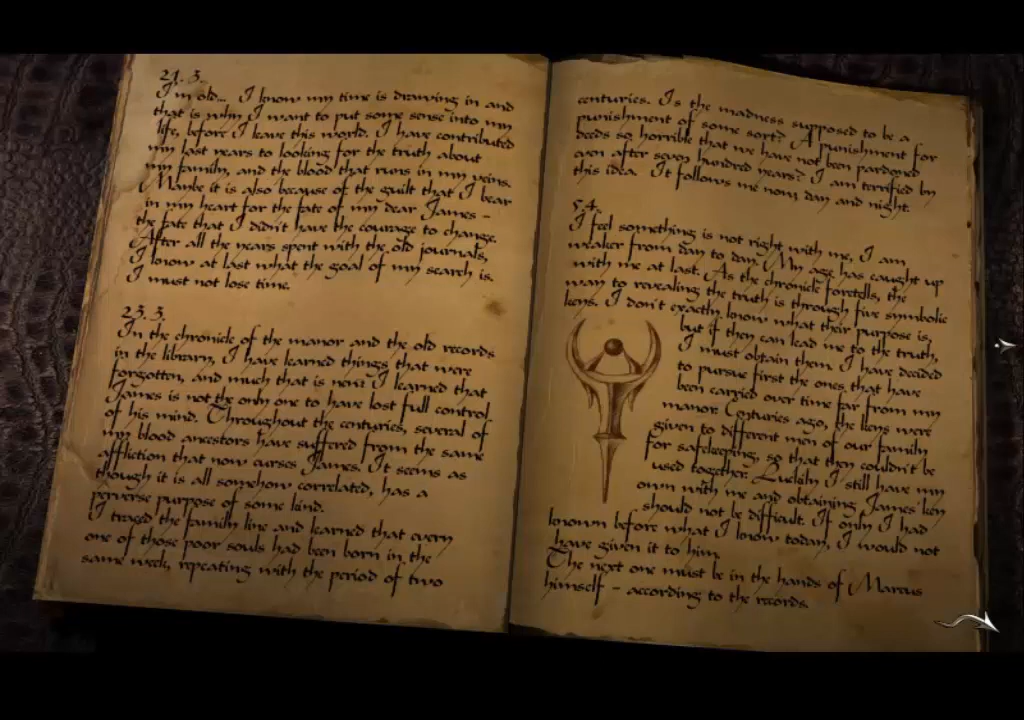 21. 3.
I'm old... I know my time is drawing in and
that is why I want to put some sense into my
life, before I leave this world. I have contributed
my last years to looking for the truth about
my family, and the blood that runs in my veins.
Maybe it is also because of the guilt that I bear
in my heart for the fate of my dear James -
the fate that I didn't have the courage to change.
After all the years spent with the old journals,
I know at last what the goal of my search is.
I must not lose time.
23. 3.
In the chronicle of the manor and the old records
in the library, I have learned things that were
forgotten, and much that is new. I learned that
James is not the only one to have lost full control
of his mind. Throughout the centuries, several of
my blood ancestors have suffered from the same
affliction that now curses James. It seems as
though it is all somehow correlated, has a
perverse purpose of some kind.
I traced the family line and learned that every
one of those poor souls had been born in the
same week, repeating with the period of two
centuries. Is the madness supposed to be a
punishment of some sort? A punishment for
deeds so horrible that we have not been pardoned
even after seven hundred years? I am terrified by
this idea. It follows me now day and night.
5.4.
I feel something is not right with me, I am
weaker from day to day. My age has caught up
with me at last. As the chronicle foretells, the
way to revealing the truth is through five symbolic
keys. I don't exactly know what their purpose is,
but if they can lead me to the truth,
I must obtain them. I have decided
to pursue first the ones that have
been carried over time far from my
manor. Centuries ago, the keys were
given to different men of our family
for safekeeping, so that they couldn't be
used together. Luckily I still have my
own with me and obtaining James' key
should not be difficult. If only I had
known before what I know today, I would not
have given it to him.
The next one must be in the hands of Marcus
himself - according to the records.